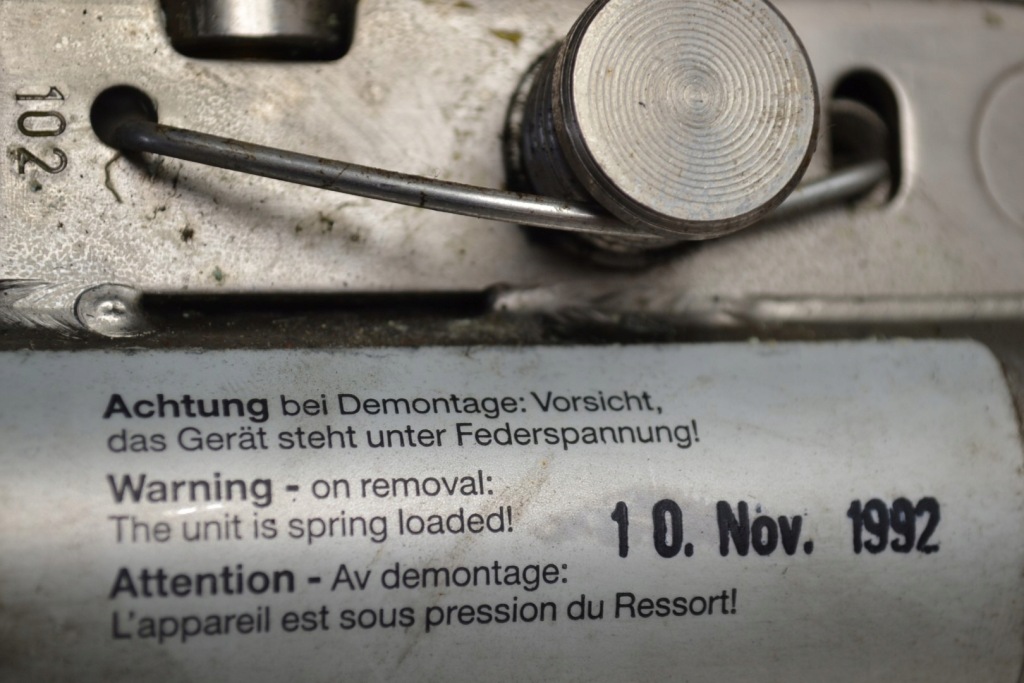 102
Achtung bei Demontage: Vorsicht,
das Gerät steht unter Federspannung!
Warning - on removal:
The unit is spring loaded!
10. Nov. 1992
Attention - Av demontage:
L'appareil est sous pression du Ressort!